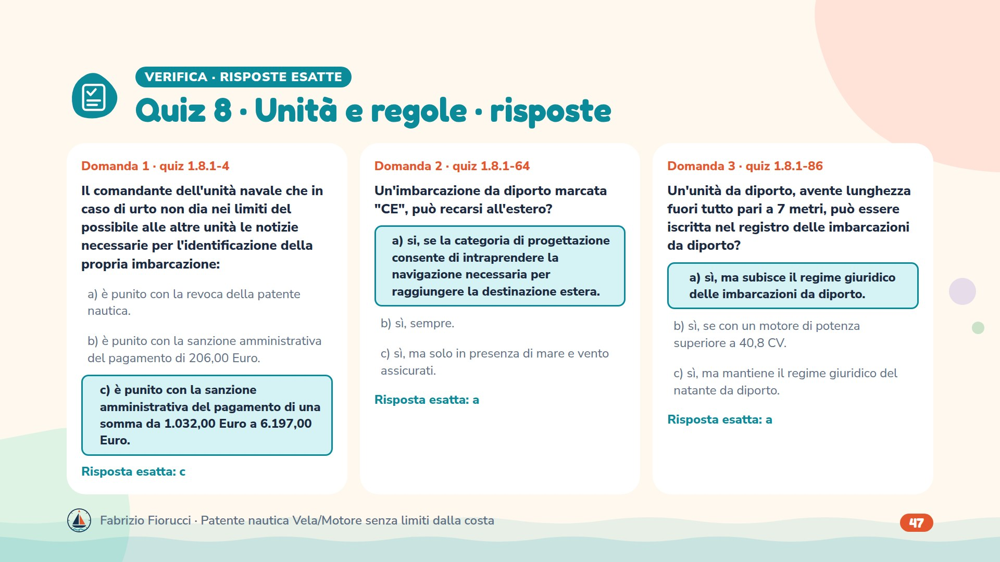 VERIFICA · RISPOSTE ESATTE
Quiz 8 · Unità e regole · risposte
Domanda 1 · quiz 1.8.1-4
Il comandante dell'unità navale che in
caso di urto non dia nei limiti del
possibile alle altre unità le notizie
necessarie per l'identificazione della
propria imbarcazione:
a) è punito con la revoca della patente
nautica.
b) è punito con la sanzione amministrativa
del pagamento di 206,00 Euro.
c) è punito con la sanzione
amministrativa del pagamento di una
somma da 1.032,00 Euro a 6.197,00
Euro.
Risposta esatta: c
Domanda 2 · quiz 1.8.1-64
Un'imbarcazione da diporto marcata
"CE", può recarsi all'estero?
a) si, se la categoria di progettazione
consente di intraprendere la
navigazione necessaria per
raggiungere la destinazione estera.
b) sì, sempre.
c) sì, ma solo in presenza di mare e vento
assicurati.
Risposta esatta: a
Domanda 3 · quiz 1.8.1-86
Un'unità da diporto, avente lunghezza
fuori tutto pari a 7 metri, può essere
iscritta nel registro delle imbarcazioni
da diporto?
a) sì, ma subisce il regime giuridico
delle imbarcazioni da diporto.
b) sì, se con un motore di potenza
superiore a 40,8 CV.
c) sì, ma mantiene il regime giuridico del
natante da diporto.
Risposta esatta: a
Fabrizio Fiorucci · Patente nautica Vela/Motore senza limiti dalla costa
47